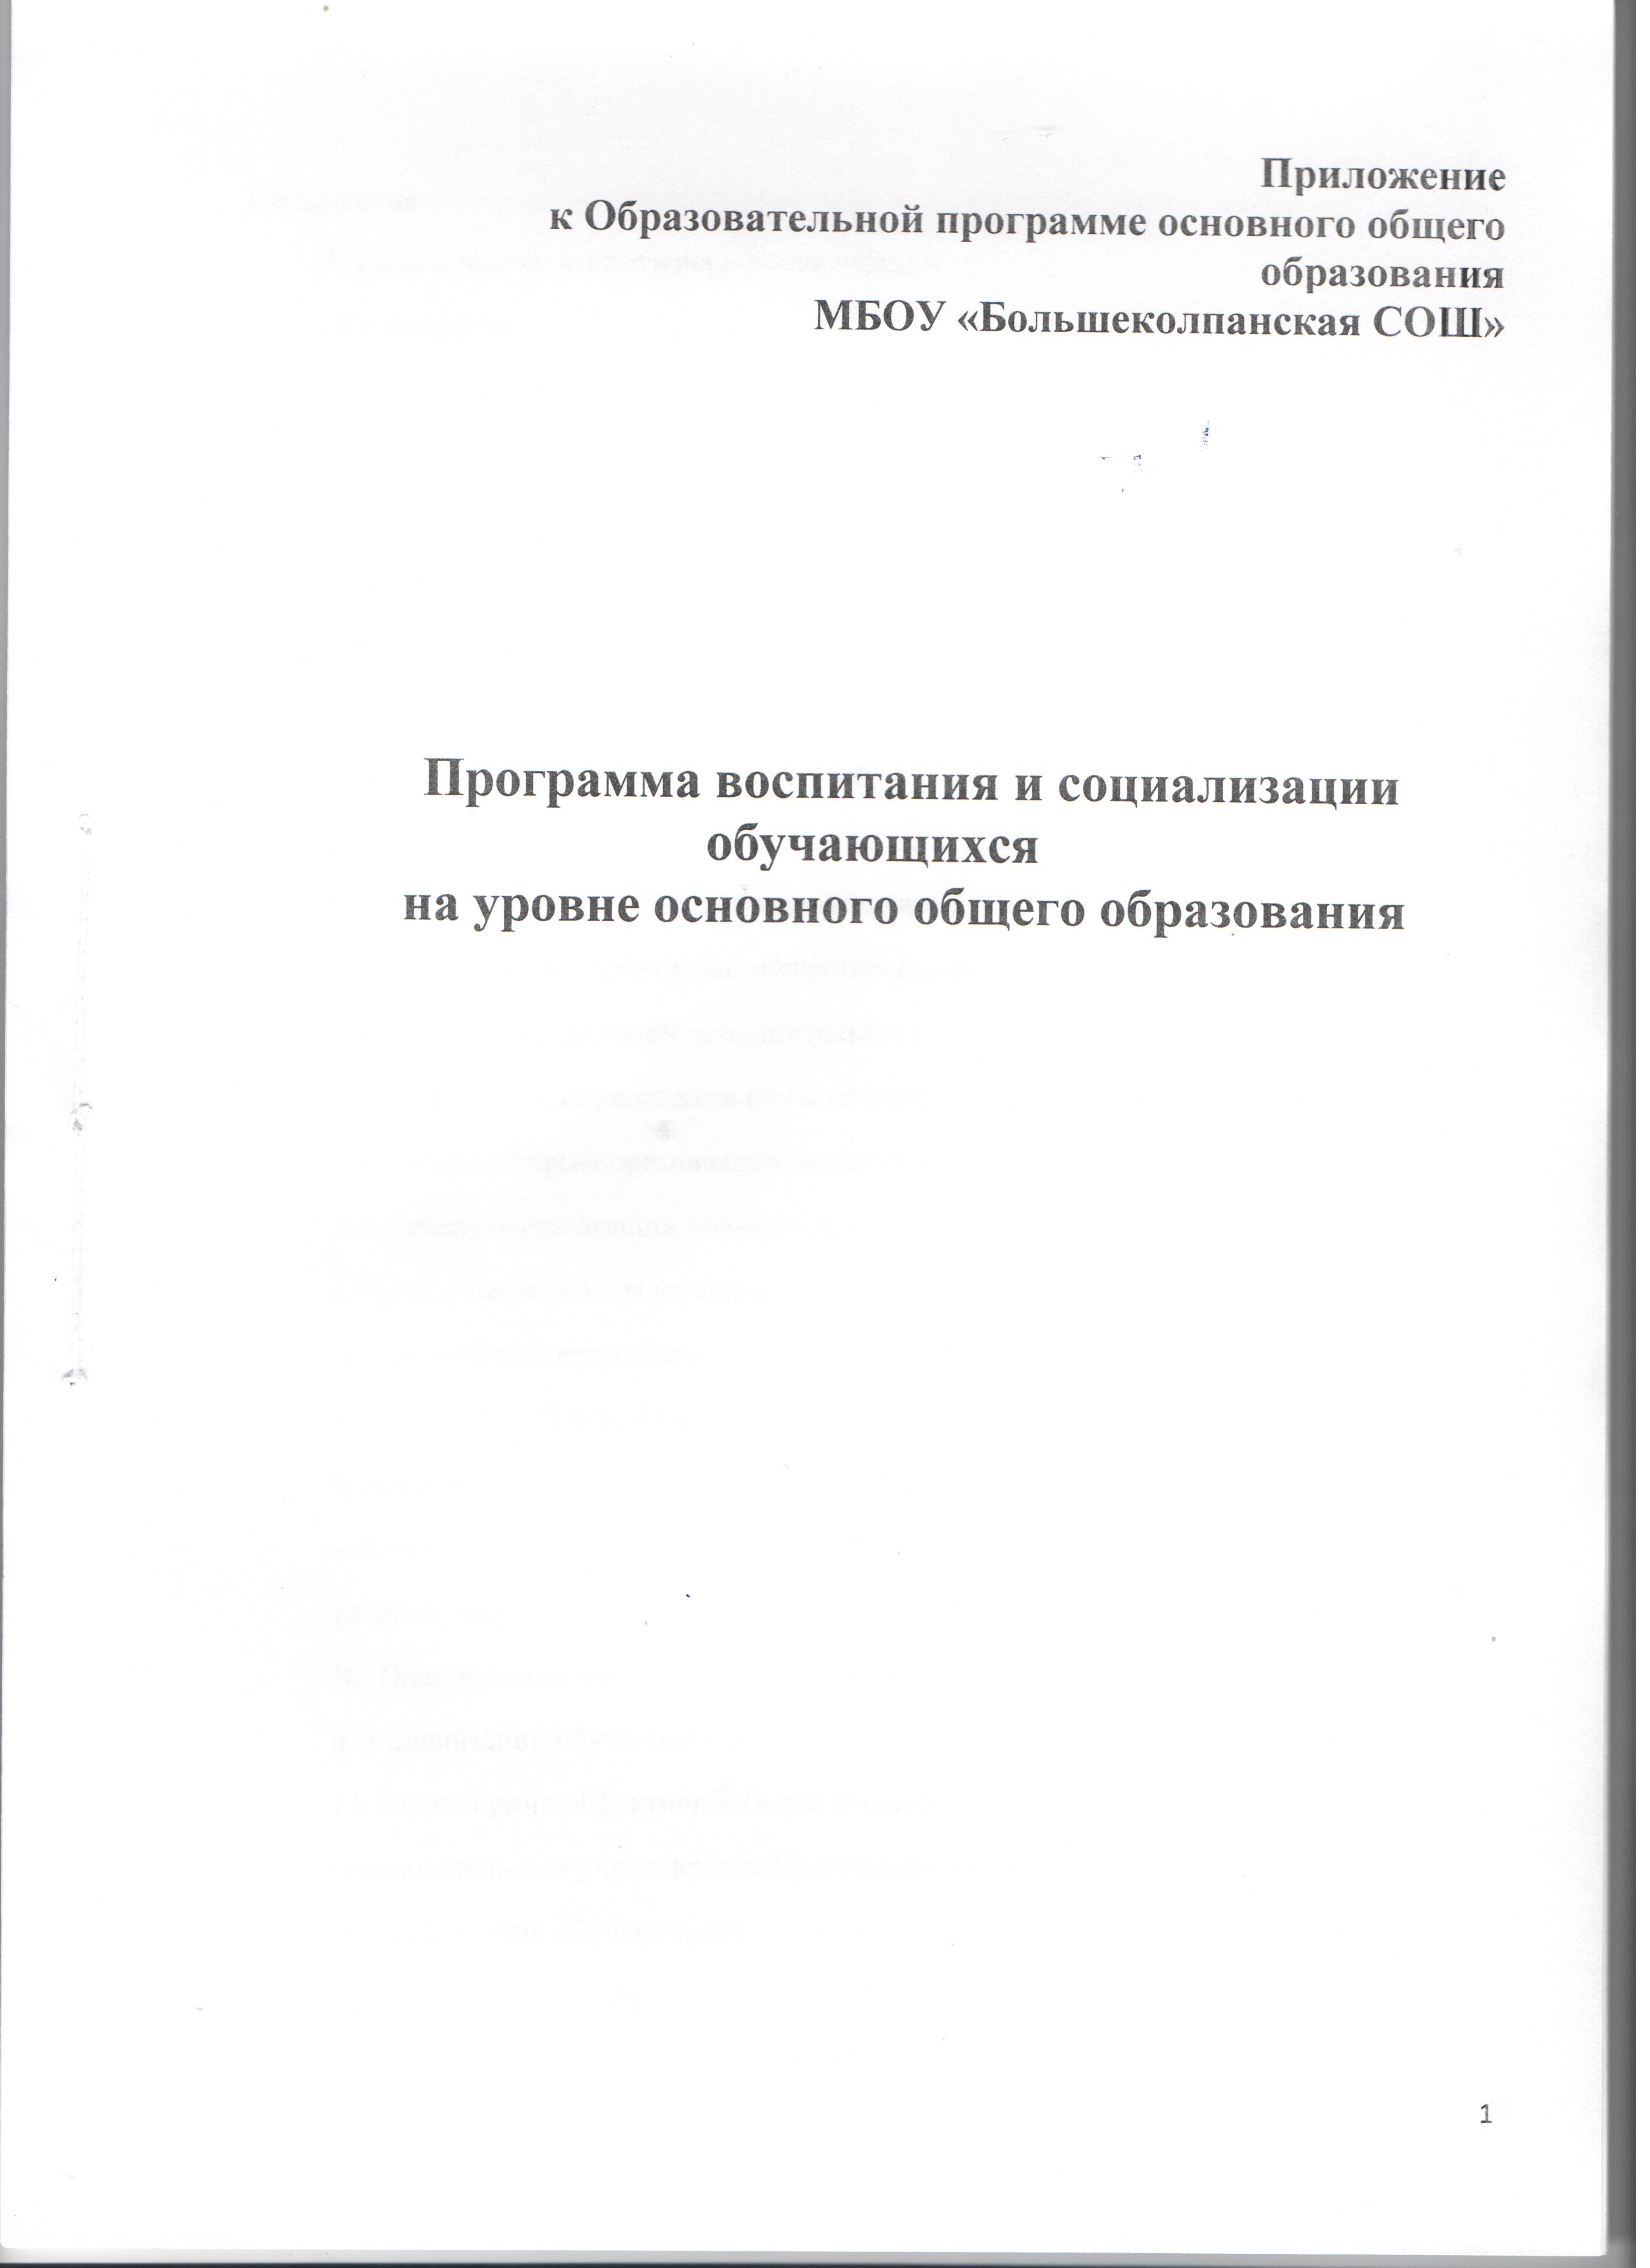 Приложение
к Образовательной программе основного общего
образования
МБОУ «Большеколпанская СОШ»
Программа воспитания и социализации
обучающихся
на уровне основного общего образования
1